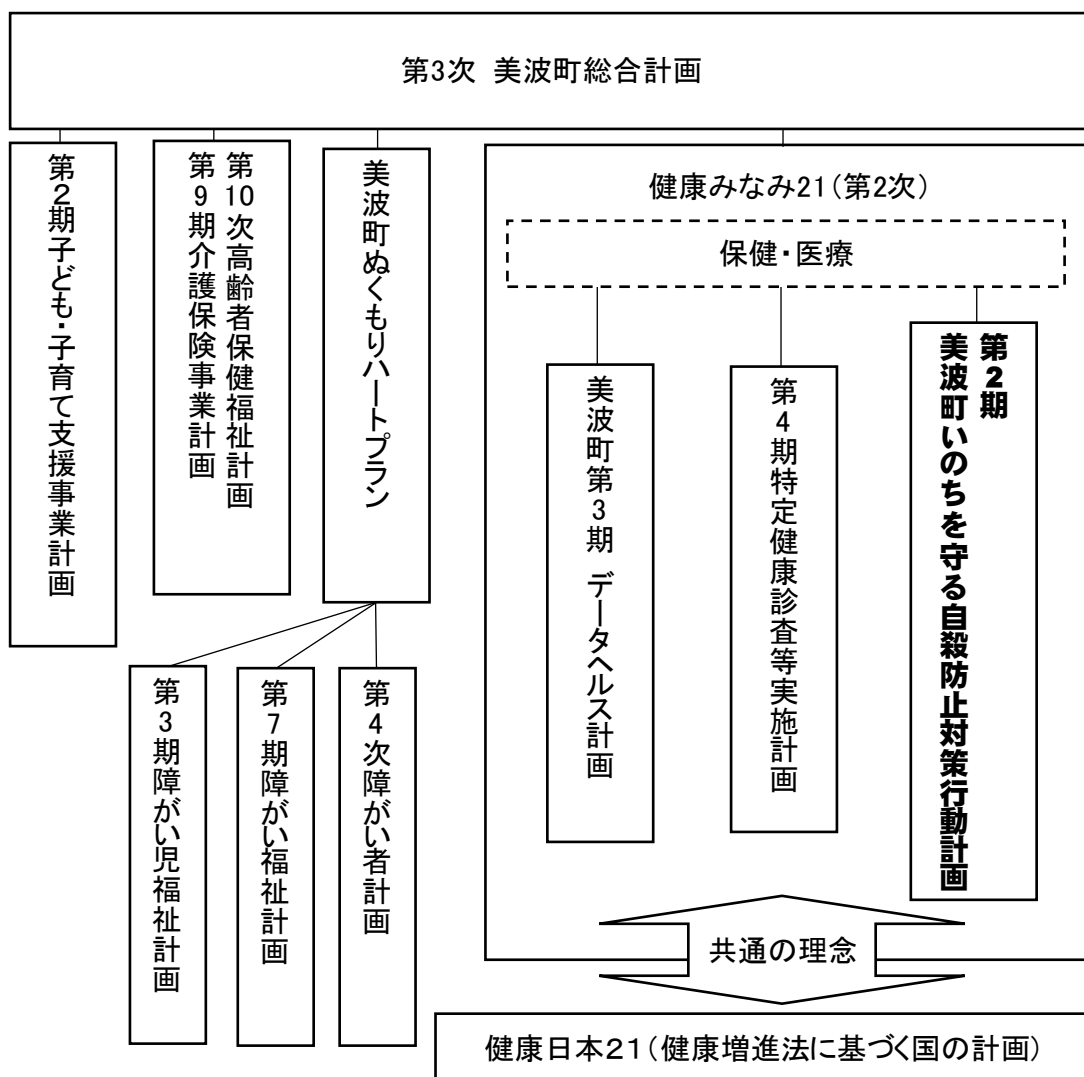 第3次 美波町総合計画
第2期子ども・子育て支援事業計画
第10次高齢者保健福祉計画
第9期介護保険事業計画
美波町ぬくもりハートプラン
第3期障がい児福祉計画
第7期障がい福祉計画
第4次障がい者計画
健康みなみ21(第2次)
保健・医療
美波町第3期 データヘルス計画
第4期特定健康診査等実施計画
第2期
美波町いのちを守る自殺防止対策行動計画
共通の理念
健康日本21(健康増進法に基づく国の計画)